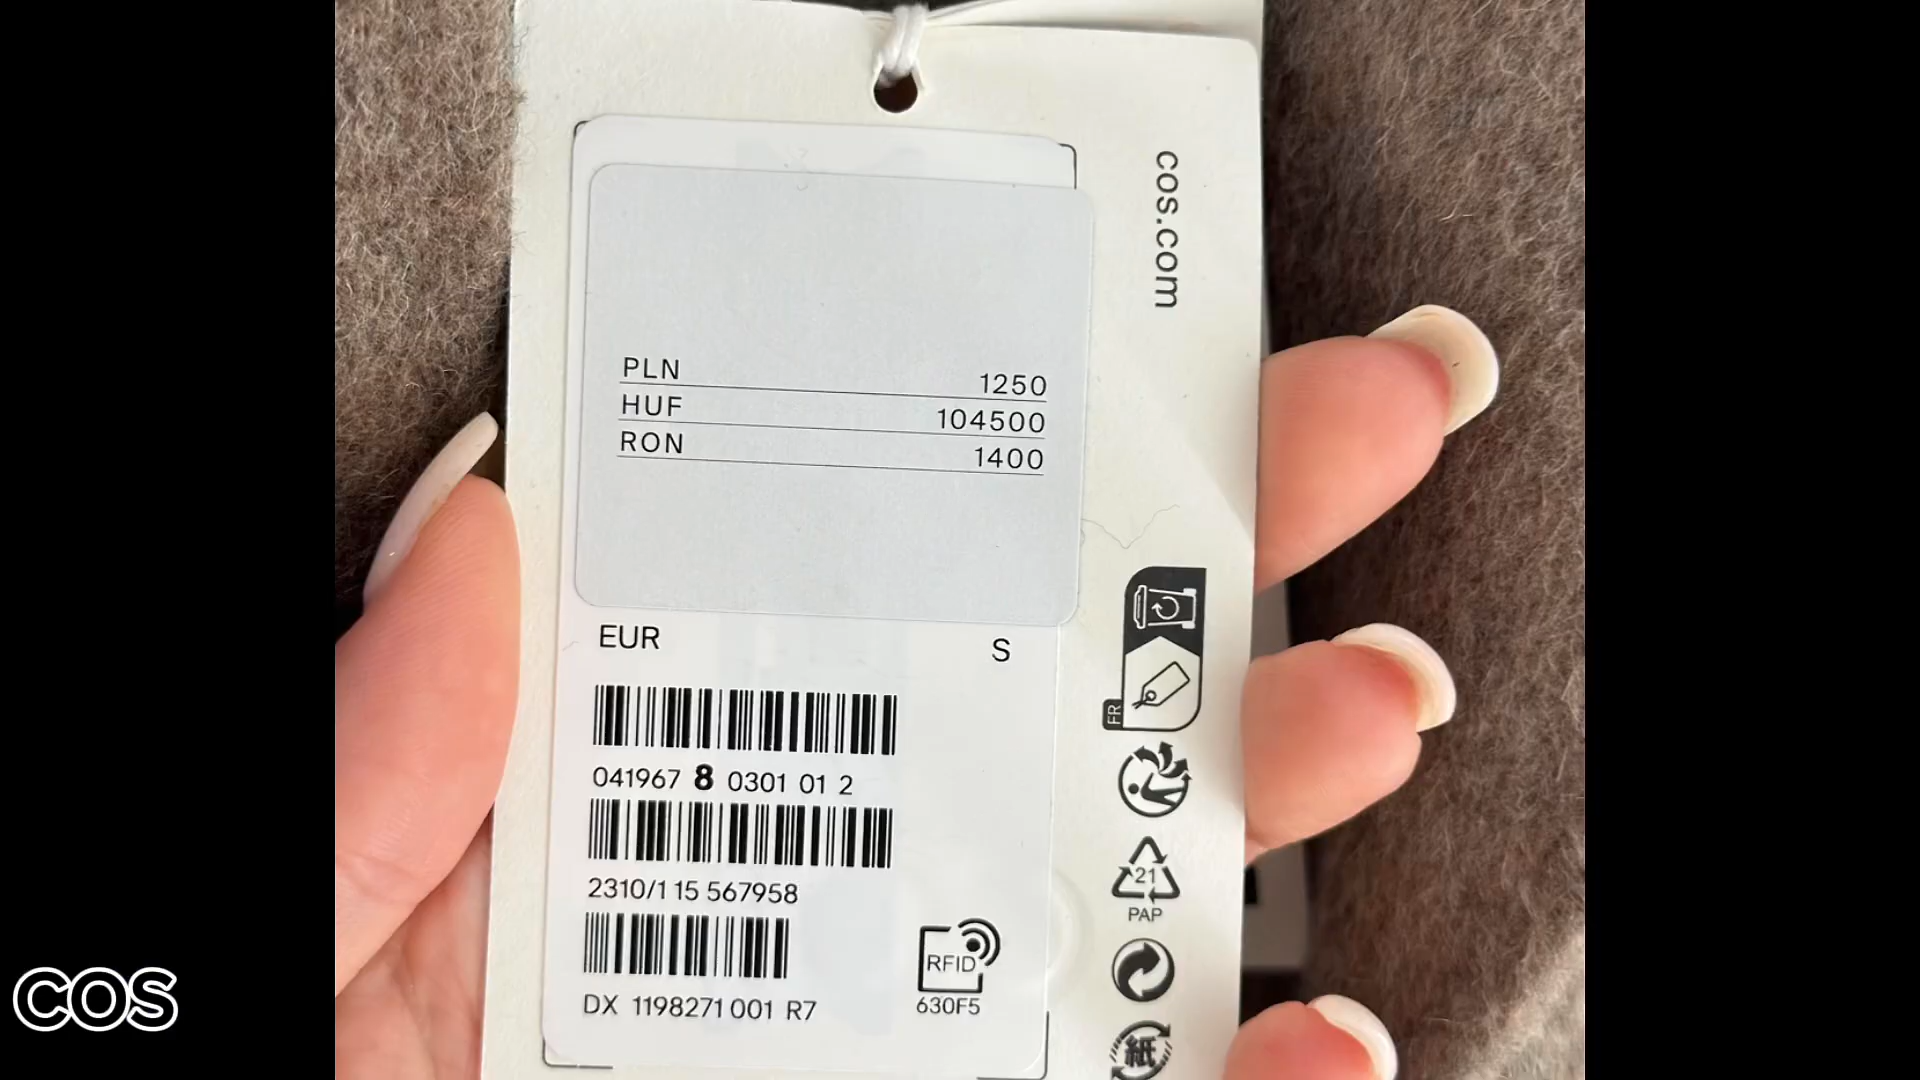 cos.com
PLN 1250
HUF 104500
RON 1400
EUR S
041967 8 0301 01 2
2310/1 15 567958
DX 1198271 001 R7
RFID
630F5
FR
21
PAP
紙
COS